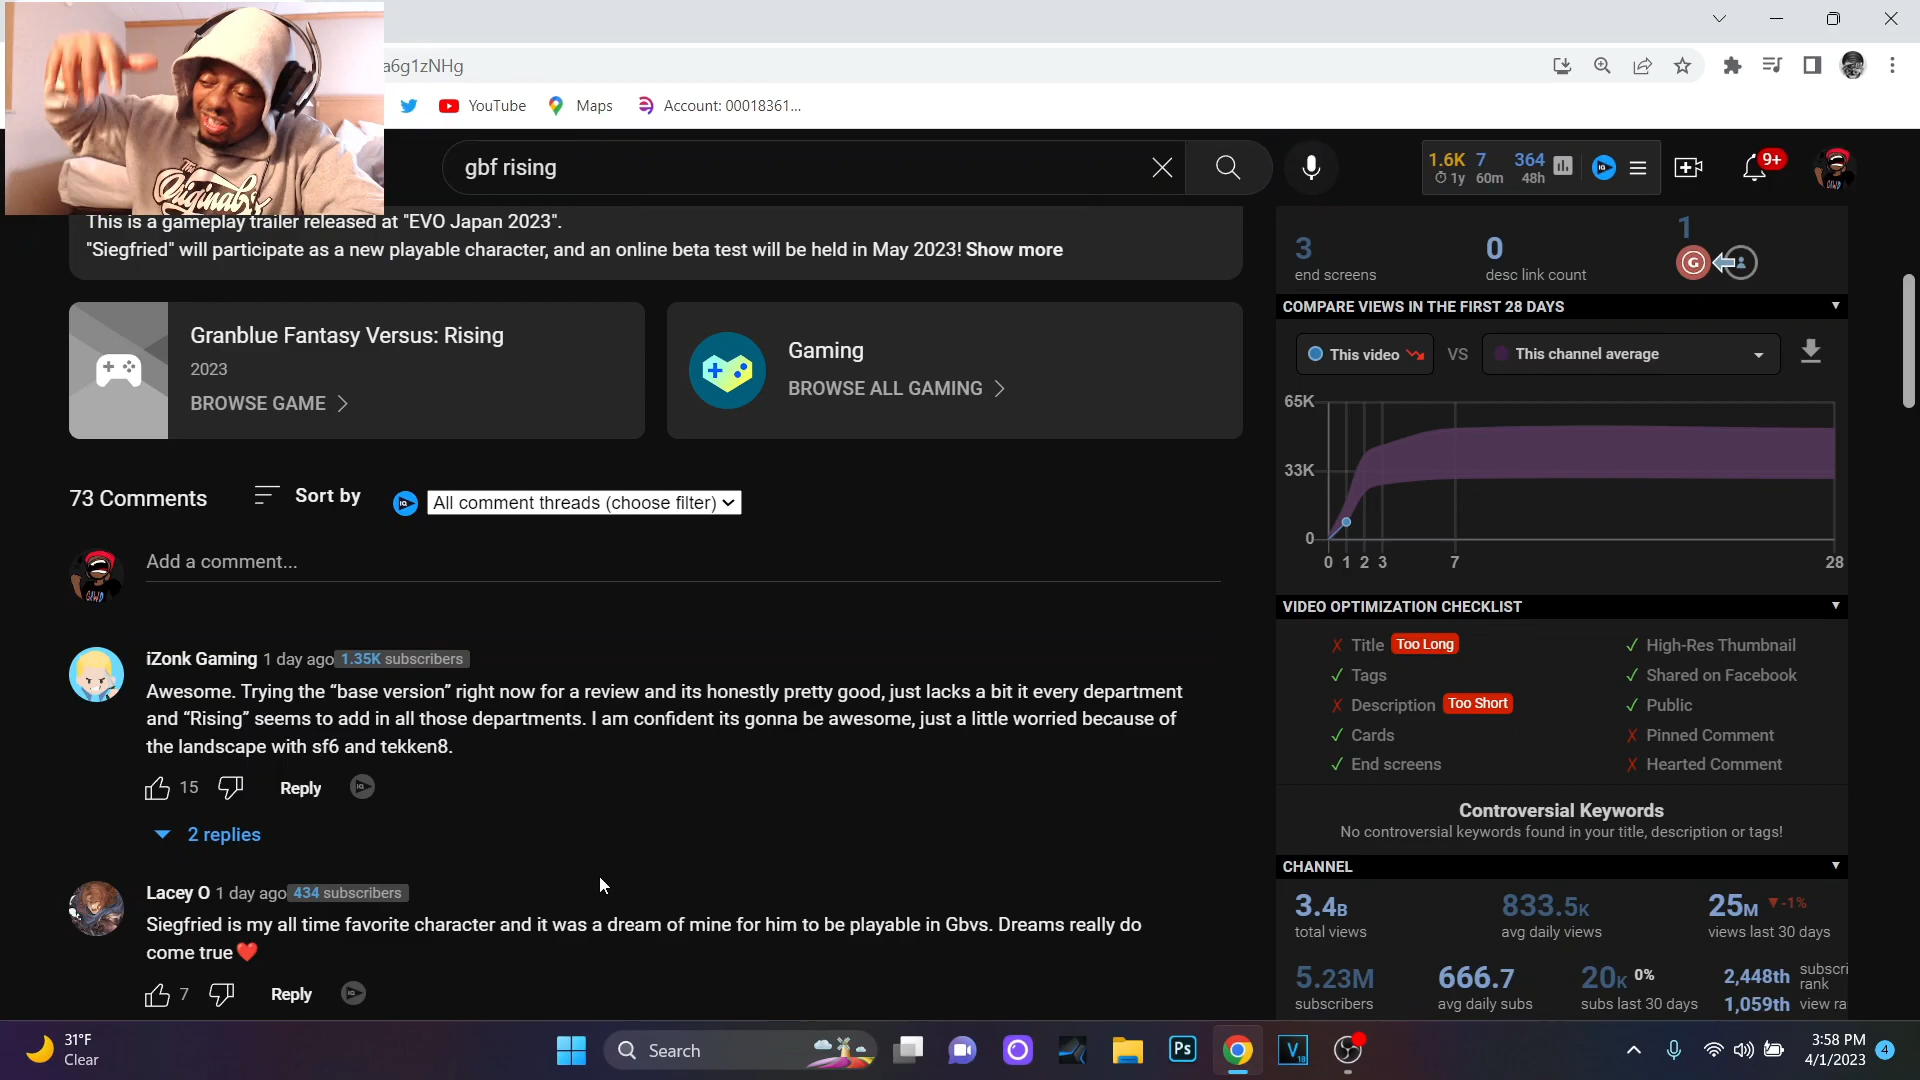 a6g1zNHg
YouTube
Maps
Account: 00018361...
gbf rising
1.6K 7 364
1y 60m 48h
9+
The
Originals
This is a gameplay trailer released at "EVO Japan 2023".
"Siegfried" will participate as a new playable character, and an online beta test will be held in May 2023! Show more
3
end screens
0
desc link count
1
G
COMPARE VIEWS IN THE FIRST 28 DAYS
Granblue Fantasy Versus: Rising
2023
BROWSE GAME
Gaming
BROWSE ALL GAMING
This video
VS
This channel average
65K
33K
0
0 1 2 3 7 28
73 Comments
Sort by
All comment threads (choose filter)
Add a comment...
VIDEO OPTIMIZATION CHECKLIST
Title Too Long
High-Res Thumbnail
Tags
Shared on Facebook
Description Too Short
Public
Cards
Pinned Comment
End screens
Hearted Comment
Controversial Keywords
No controversial keywords found in your title, description or tags!
iZonk Gaming 1 day ago 1.35K subscribers
Awesome. Trying the “base version” right now for a review and its honestly pretty good, just lacks a bit it every department
and “Rising” seems to add in all those departments. I am confident its gonna be awesome, just a little worried because of
the landscape with sf6 and tekken8.
15
Reply
2 replies
CHANNEL
3.4B
total views
833.5K
avg daily views
25M -1%
views last 30 days
5.23M
subscribers
666.7
avg daily subs
20K 0%
subs last 30 days
2,448th subscri
rank
1,059th view ra
Lacey O 1 day ago 434 subscribers
Siegfried is my all time favorite character and it was a dream of mine for him to be playable in Gbvs. Dreams really do
come true
7
Reply
31°F
Clear
Search
Ps
V
18
3:58 PM
4/1/2023
4